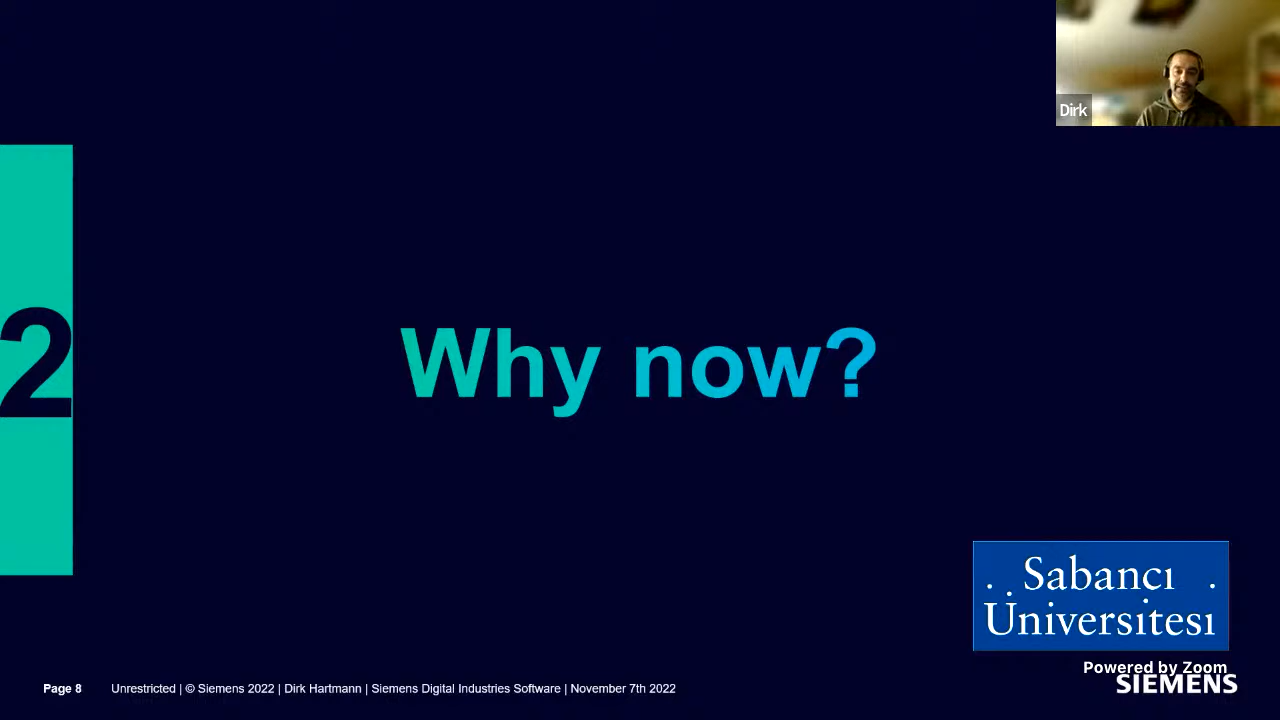 Dirk
2
Why now?
Sabancı
Üniversitesi
Powered by Zoom
SIEMENS
Page 8 Unrestricted | © Siemens 2022 | Dirk Hartmann | Siemens Digital Industries Software | November 7th 2022